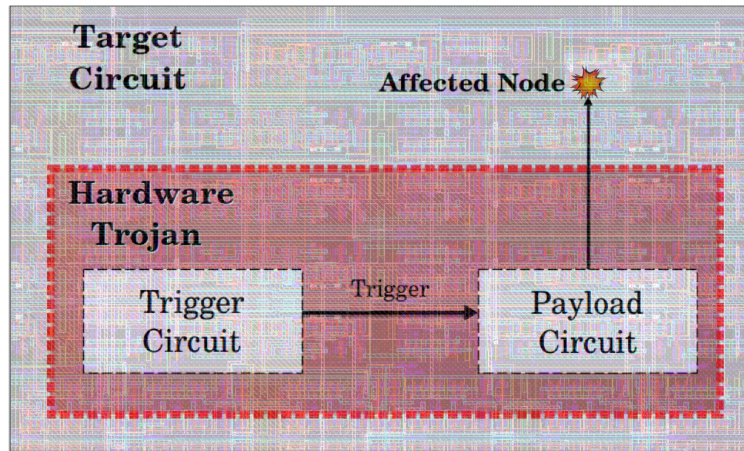 Target
Circuit
Affected Node
Hardware
Trojan
Trigger
Circuit
Trigger
Payload
Circuit